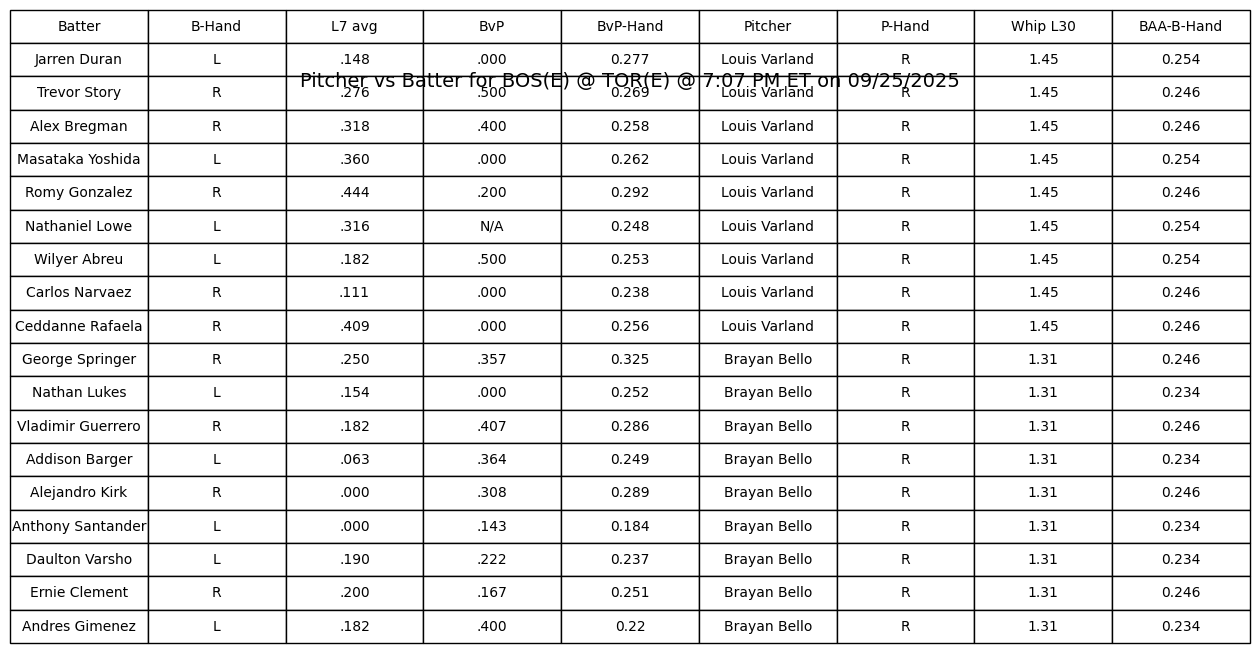 Batter B-Hand L7 avg BvP BvP-Hand Pitcher P-Hand Whip L30 BAA-B-Hand
Jarren Duran L .148 .000 0.277 Louis Varland R 1.45 0.254
Pitcher vs Batter for BOS(E) @ TOR(E) @ 7:07 PM ET on 09/25/2025
Trevor Story R .276 .500 0.269 Louis Varland R 1.45 0.246
Alex Bregman R .318 .400 0.258 Louis Varland R 1.45 0.246
Masataka Yoshida L .360 .000 0.262 Louis Varland R 1.45 0.254
Romy Gonzalez R .444 .200 0.292 Louis Varland R 1.45 0.246
Nathaniel Lowe L .316 N/A 0.248 Louis Varland R 1.45 0.254
Wilyer Abreu L .182 .500 0.253 Louis Varland R 1.45 0.254
Carlos Narvaez R .111 .000 0.238 Louis Varland R 1.45 0.246
Ceddanne Rafaela R .409 .000 0.256 Louis Varland R 1.45 0.246
George Springer R .250 .357 0.325 Brayan Bello R 1.31 0.246
Nathan Lukes L .154 .000 0.252 Brayan Bello R 1.31 0.234
Vladimir Guerrero R .182 .407 0.286 Brayan Bello R 1.31 0.246
Addison Barger L .063 .364 0.249 Brayan Bello R 1.31 0.234
Alejandro Kirk R .000 .308 0.289 Brayan Bello R 1.31 0.246
Anthony Santander L .000 .143 0.184 Brayan Bello R 1.31 0.234
Daulton Varsho L .190 .222 0.237 Brayan Bello R 1.31 0.234
Ernie Clement R .200 .167 0.251 Brayan Bello R 1.31 0.246
Andres Gimenez L .182 .400 0.22 Brayan Bello R 1.31 0.234